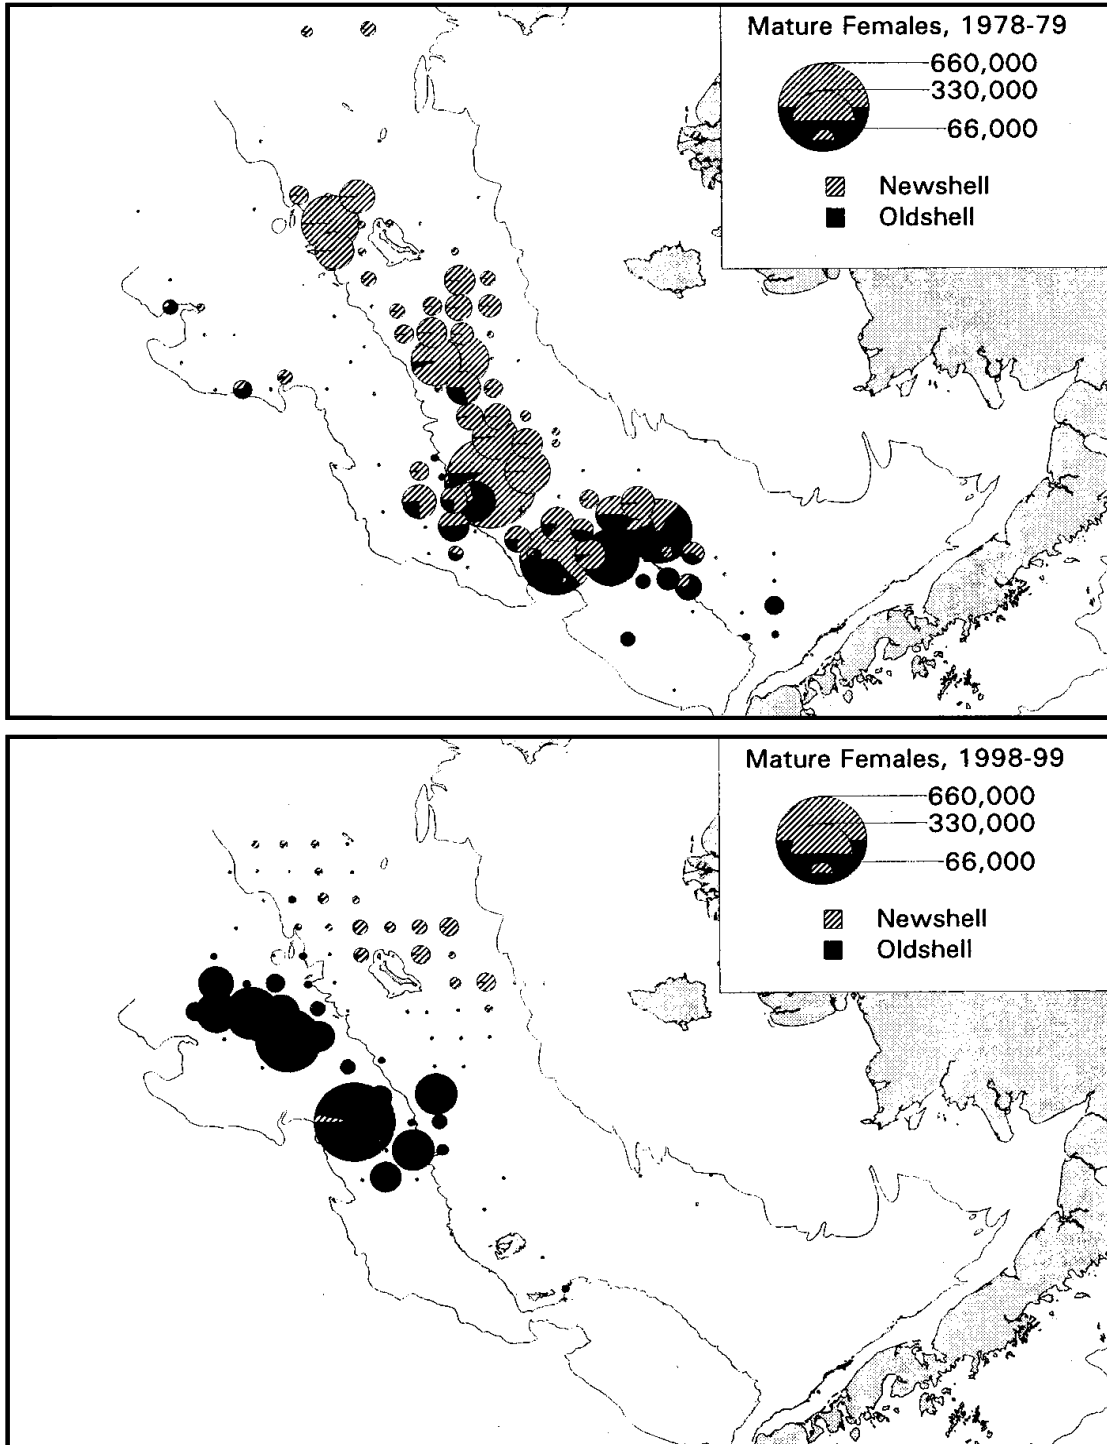 Mature Females, 1978-79
660,000
330,000
66,000
Newshell
Oldshell
Mature Females, 1998-99
660,000
330,000
66,000
Newshell
Oldshell